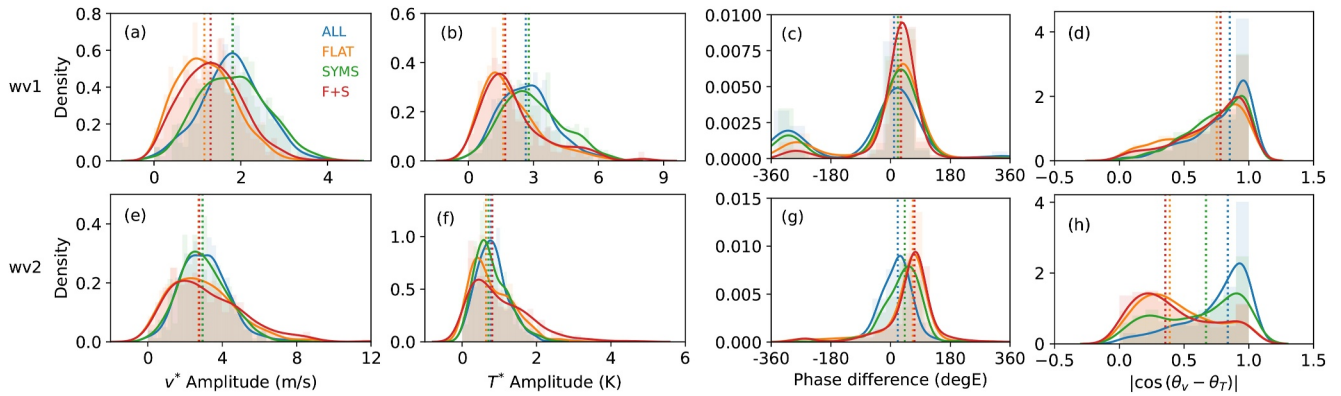 (a) ALL
FLAT
SYMS
F+S
(b)
(c)
(d)
wv1
Density
0.8
0.6
0.4
0.2
0.0
0 2 4
0.6
0.4
0.2
0.0
0 3 6 9
0.0100
0.0075
0.0050
0.0025
0.0000
-360 -180 0 180 360
4
2
0
−0.5 0.0 0.5 1.0 1.5
(e)
(f)
(g)
(h)
wv2
Density
0.4
0.2
0.0
0 4 8 12
v* Amplitude (m/s)
1.0
0.5
0.0
0 2 4 6
T* Amplitude (K)
0.015
0.010
0.005
0.000
-360 -180 0 180 360
Phase difference (degE)
4
2
0
−0.5 0.0 0.5 1.0 1.5
|cos (θv − θT)|